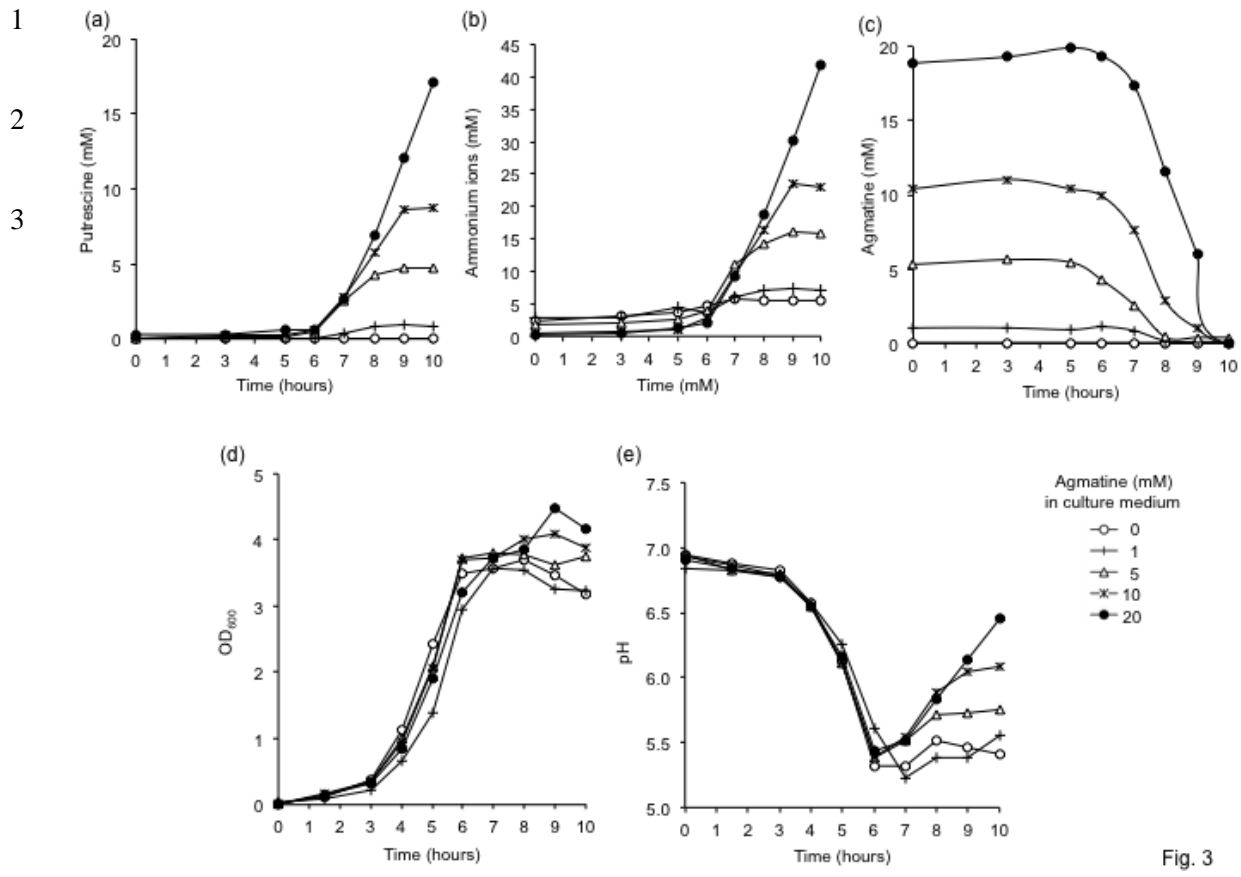 1
2
3
(a)
20
15
10
5
0
Putrescine (mM)
0 1 2 3 4 5 6 7 8 9 10
Time (hours)
(b)
45
40
35
30
25
20
15
10
5
0
Ammonium ions (mM)
0 1 2 3 4 5 6 7 8 9 10
Time (mM)
(c)
20
15
10
5
0
Agmatine (mM)
0 1 2 3 4 5 6 7 8 9 10
Time (hours)
(d)
5
4
3
2
1
0
OD600
0 1 2 3 4 5 6 7 8 9 10
Time (hours)
(e)
7.5
7.0
6.5
6.0
5.5
5.0
pH
0 1 2 3 4 5 6 7 8 9 10
Time (hours)
Agmatine (mM)
in culture medium
0
1
5
10
20
Fig. 3